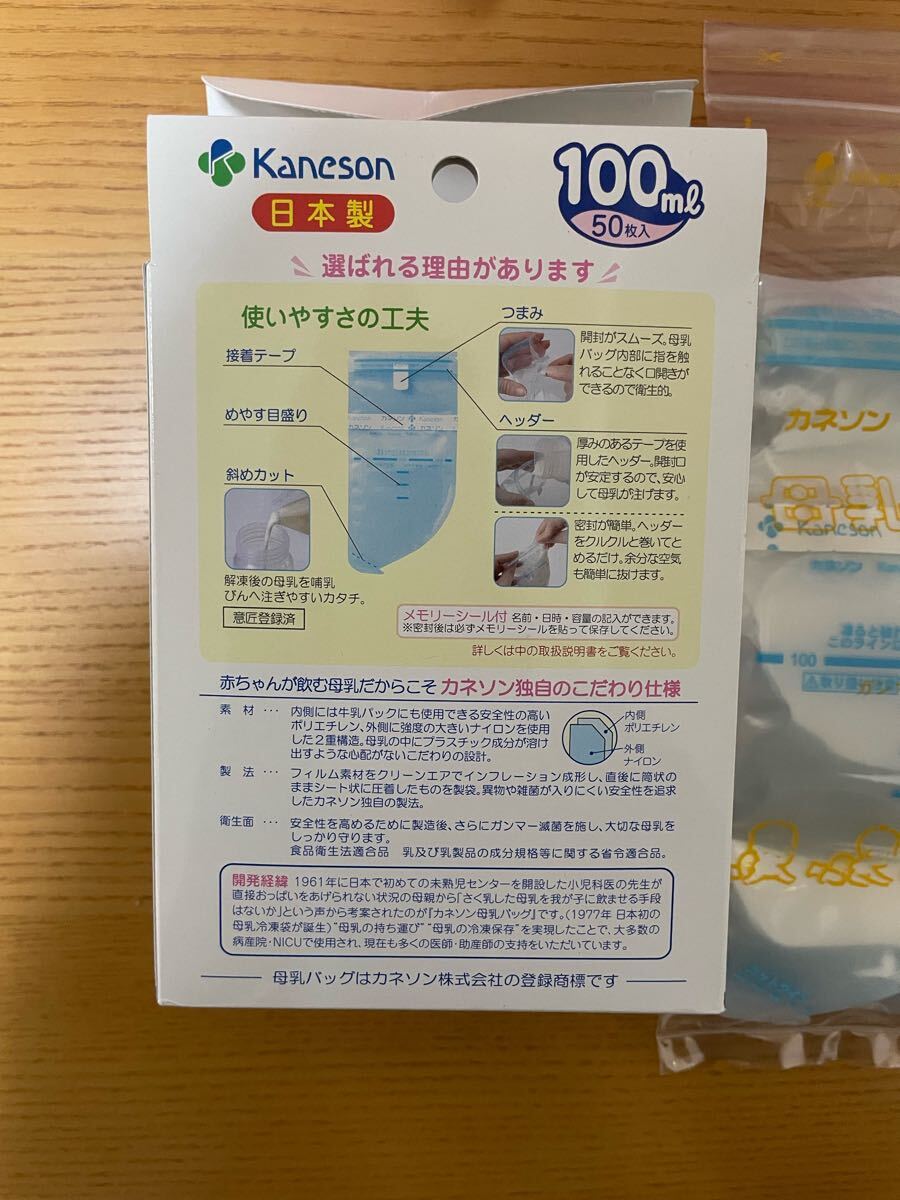 Kaneson
日本製
100ml
50枚入
選ばれる理由があります
使いやすさの工夫
接着テープ
めやす目盛り
斜めカット
解凍後の母乳を哺乳
びんへ注ぎやすいカタチ。
意匠登録済
カネソン
つまみ
開封がスムーズ。母乳
バッグ内部に指を触
れることなく口開きが
できるので衛生的。
ヘッダー
厚みのあるテープを使
用したヘッダー。開封口
が安定するので、安心
して母乳が注げます。
密封が簡単。ヘッダー
をクルクルと巻いてと
めるだけ。余分な空気
も簡単に抜けます。
メモリーシール付 名前・日時・容量の記入ができます。
※密封後は必ずメモリーシールを貼って保存してください。
詳しくは中の取扱説明書をご覧ください。
赤ちゃんが飲む母乳だからこそ カネソン独自のこだわり仕様
素 材 … 内側には牛乳パックにも使用できる安全性の高い
ポリエチレン、外側に強度の大きいナイロンを使用
した2重構造。母乳の中にプラスチック成分が溶け
出すような心配がないこだわりの設計。
内側
ポリエチレン
外側
ナイロン
製 法 … フィルム素材をクリーンエアでインフレーション成形し、直後に筒状の
ままシート状に圧着したものを製袋。異物や雑菌が入りにくい安全性を追求
したカネソン独自の製法。
衛生面 … 安全性を高めるために製造後、さらにガンマー滅菌を施し、大切な母乳を
しっかり守ります。
食品衛生法適合品 乳及び乳製品の成分規格等に関する省令適合品。
開発経緯 1961年に日本で初めての未熟児センターを開設した小児科医の先生が
直接おっぱいをあげられない状況の母親から「さく乳した母乳を我が子に飲ませる手段
はないか」という声から考案されたのが『カネソン母乳バッグ』です。(1977年 日本初の
母乳冷凍袋が誕生)“母乳の持ち運び”“母乳の冷凍保存”を実現したことで、大多数の
病産院・NICUで使用され、現在も多くの医師・助産師の支持をいただいています。
母乳バッグはカネソン株式会社の登録商標です
カネソン
母乳
Kaneson
このライン
100